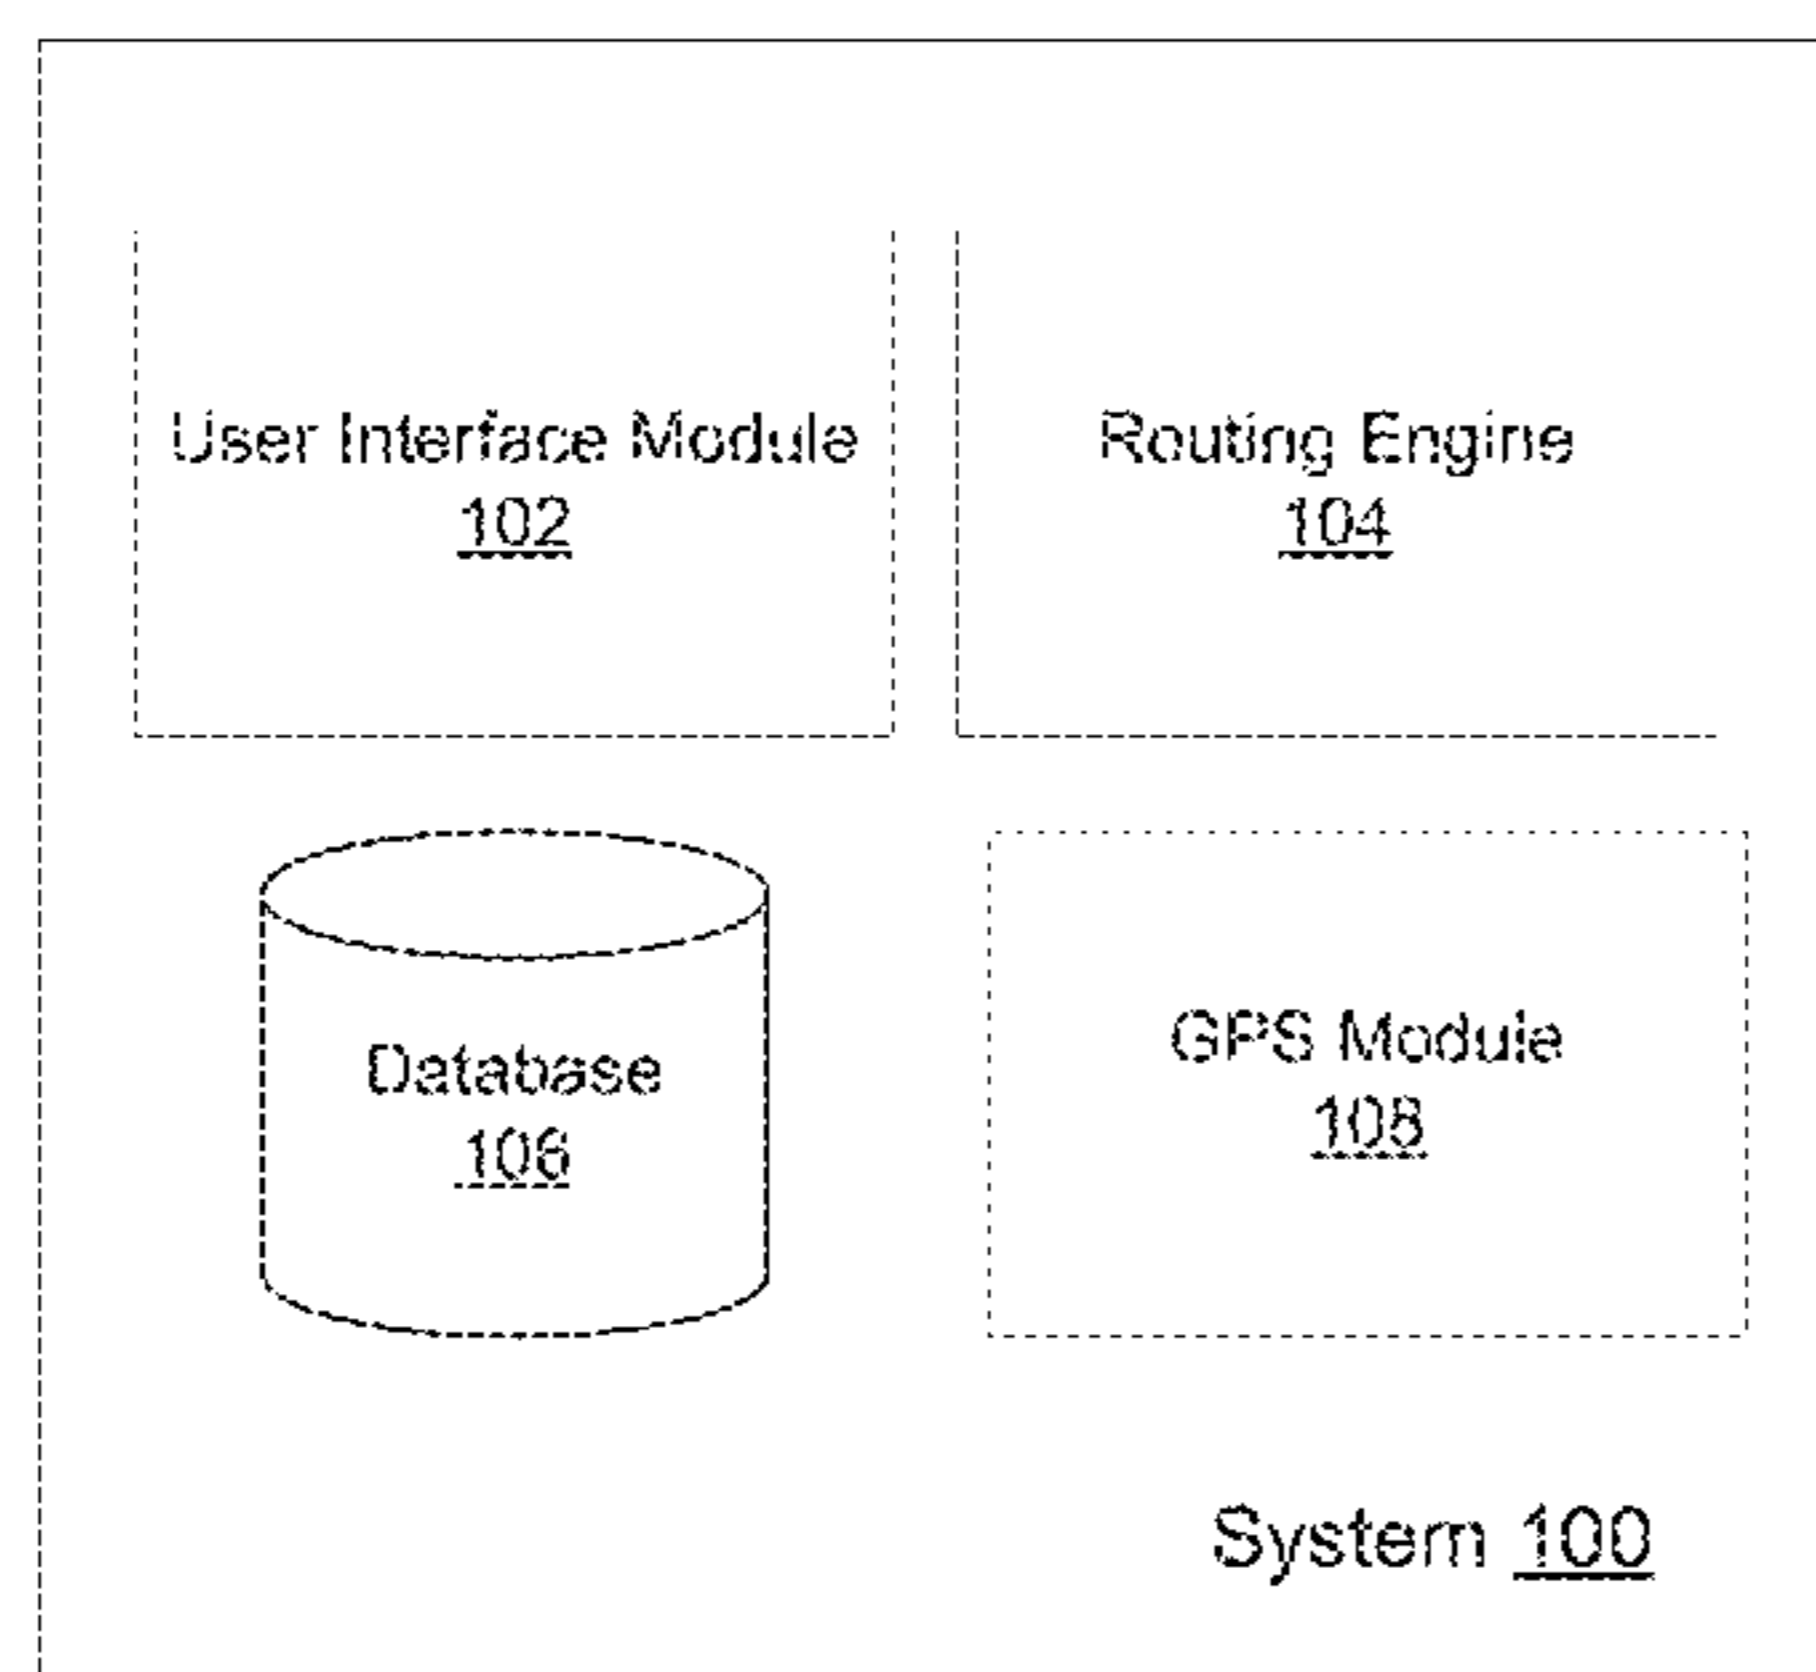 User Interface Module
102
Routing Engine
104
Database
106
GPS Module
108
System 100